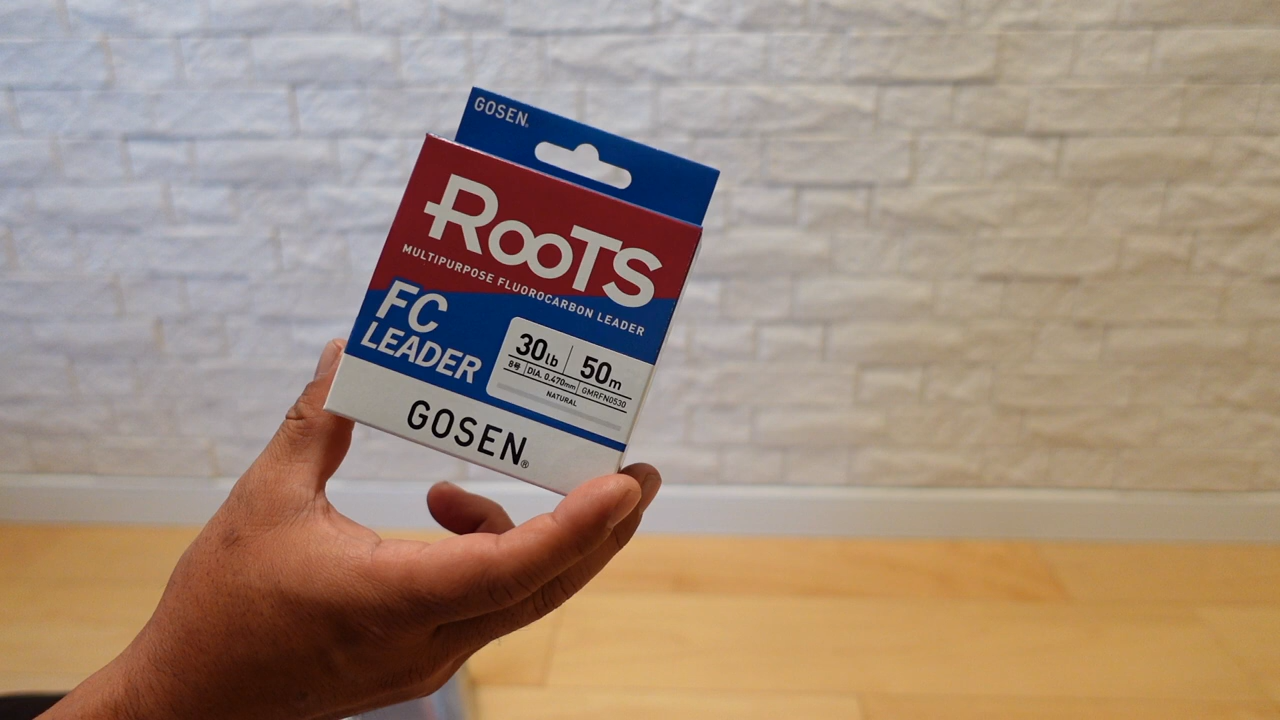 GOSEN®
ROOTS
MULTIPURPOSE FLUOROCARBON LEADER
FC
LEADER
30lb 50m
8号 DIA. 0.470mm GMRFN0530
NATURAL
GOSEN®